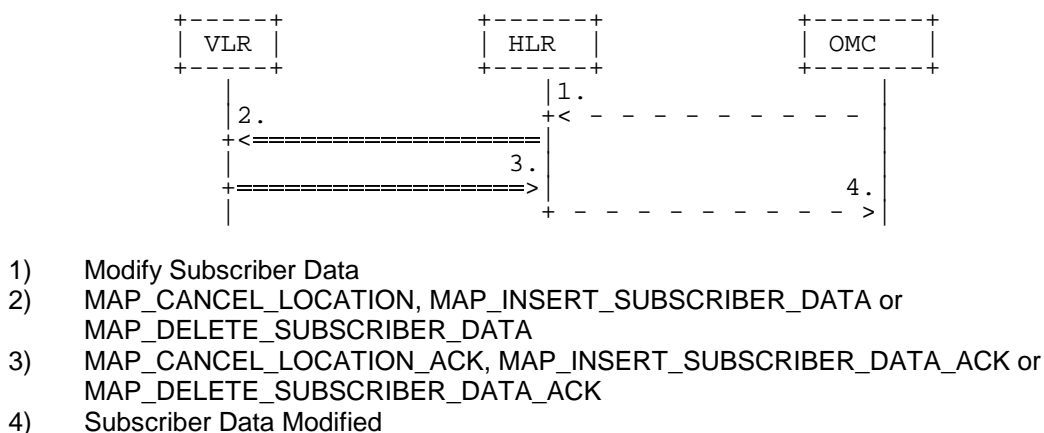 +-----+ +------+ +-------+
| VLR | | HLR | | OMC |
+-----+ +------+ +-------+
| |1. |
|2. +< - - - - - - - - - |
+<==================| |
| 3.| |
+==================>| 4.|
| + - - - - - - - - - >|
1) Modify Subscriber Data
2) MAP_CANCEL_LOCATION, MAP_INSERT_SUBSCRIBER_DATA or
MAP_DELETE_SUBSCRIBER_DATA
3) MAP_CANCEL_LOCATION_ACK, MAP_INSERT_SUBSCRIBER_DATA_ACK or
MAP_DELETE_SUBSCRIBER_DATA_ACK
4) Subscriber Data Modified